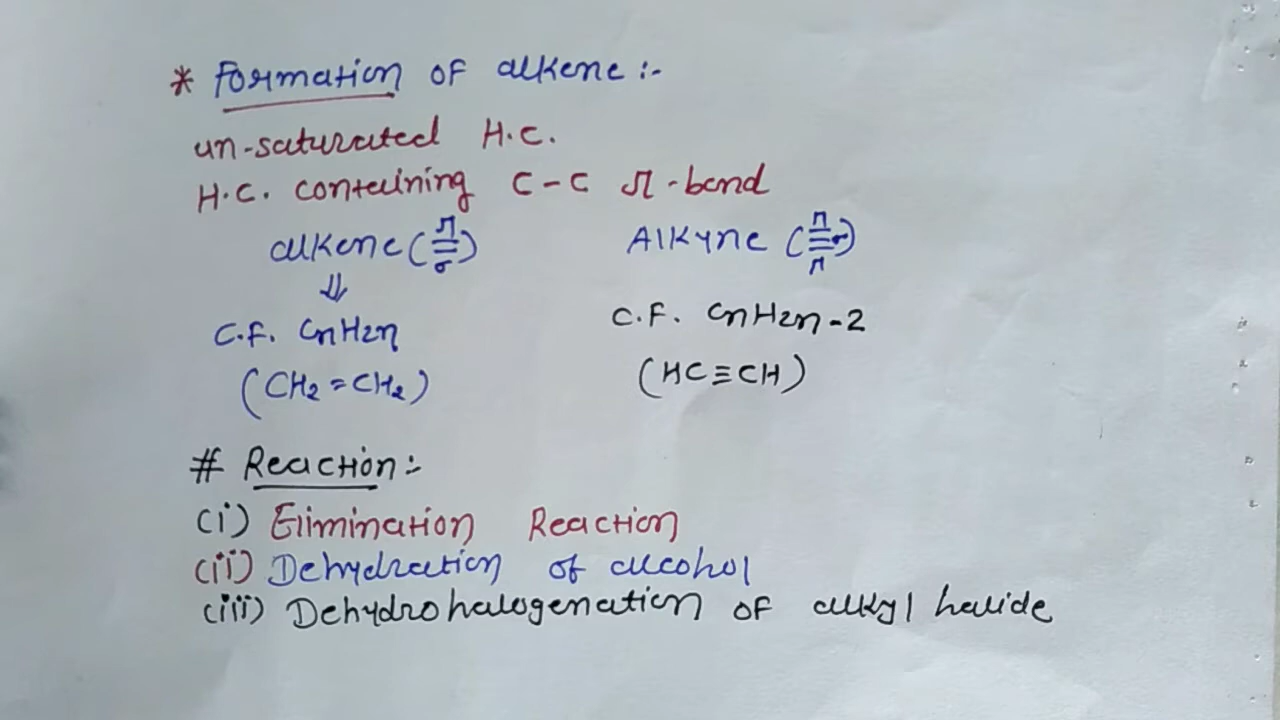 * Formation of alkene :-
un-saturated H.C.
H.C. containing C-C π-bond
alkene (π = σ) Alkyne (π ≡ σ π)
⇓
C.F. CnH2n C.F. CnH2n-2
(CH2 = CH2) (HC≡CH)
# Reaction :-
(i) Elimination Reaction
(ii) Dehydration of alcohol
(iii) Dehydrohalogenation of alkyl halide